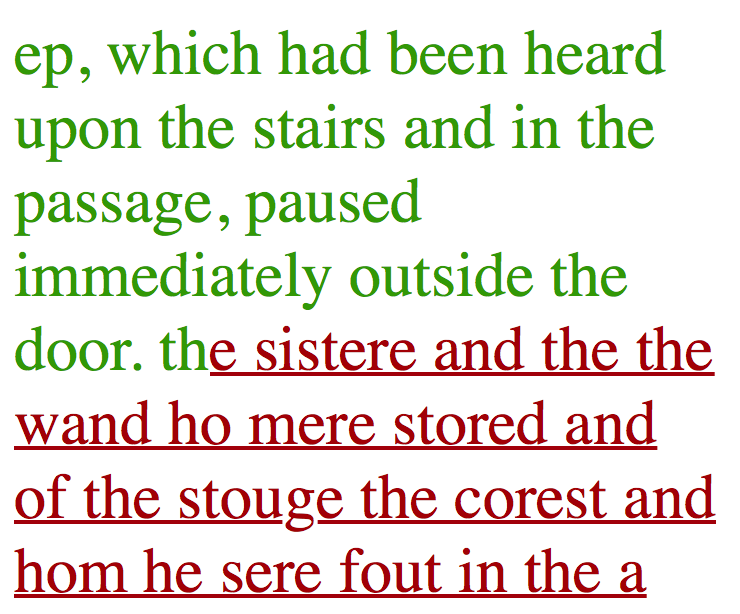 ep, which had been heard
upon the stairs and in the
passage, paused
immediately outside the
door. the sistere and the the
wand ho mere stored and
of the stouge the corest and
hom he sere fout in the a